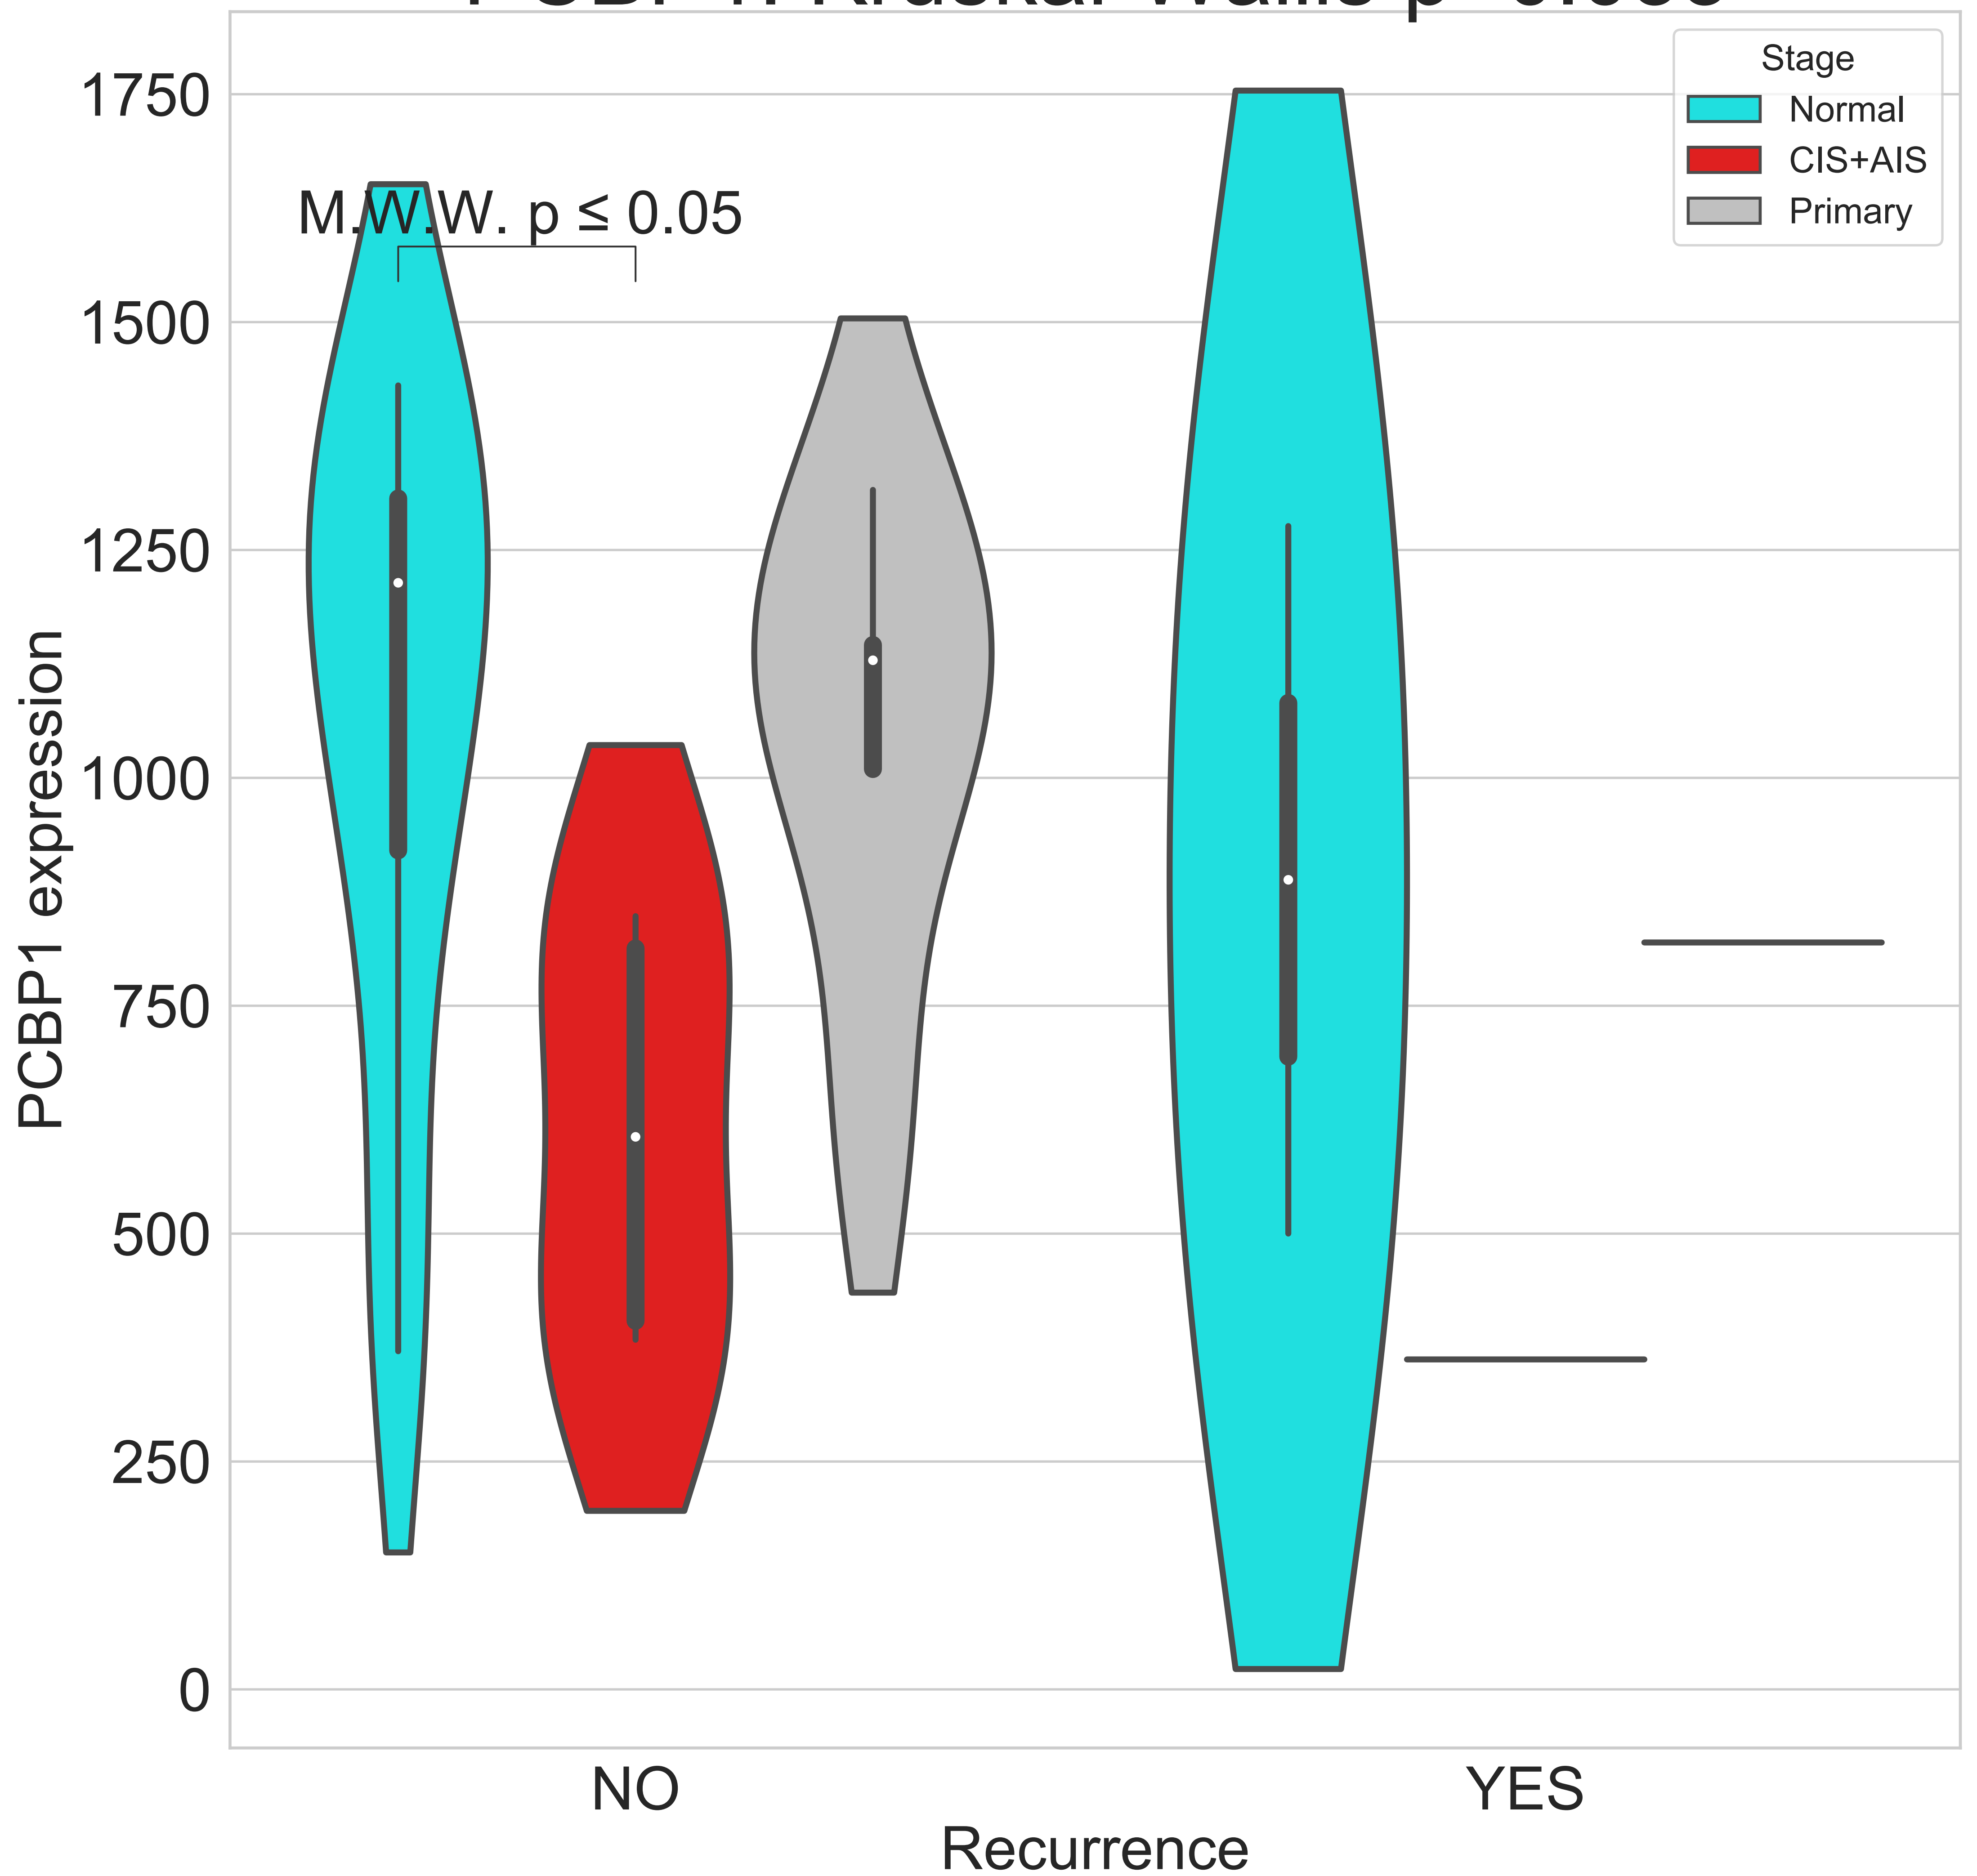 Stage
Normal
CIS+AIS
Primary
M.W.W. p ≤ 0.05
1750
1500
1250
1000
750
500
250
0
PCBP1 expression
NO
YES
Recurrence